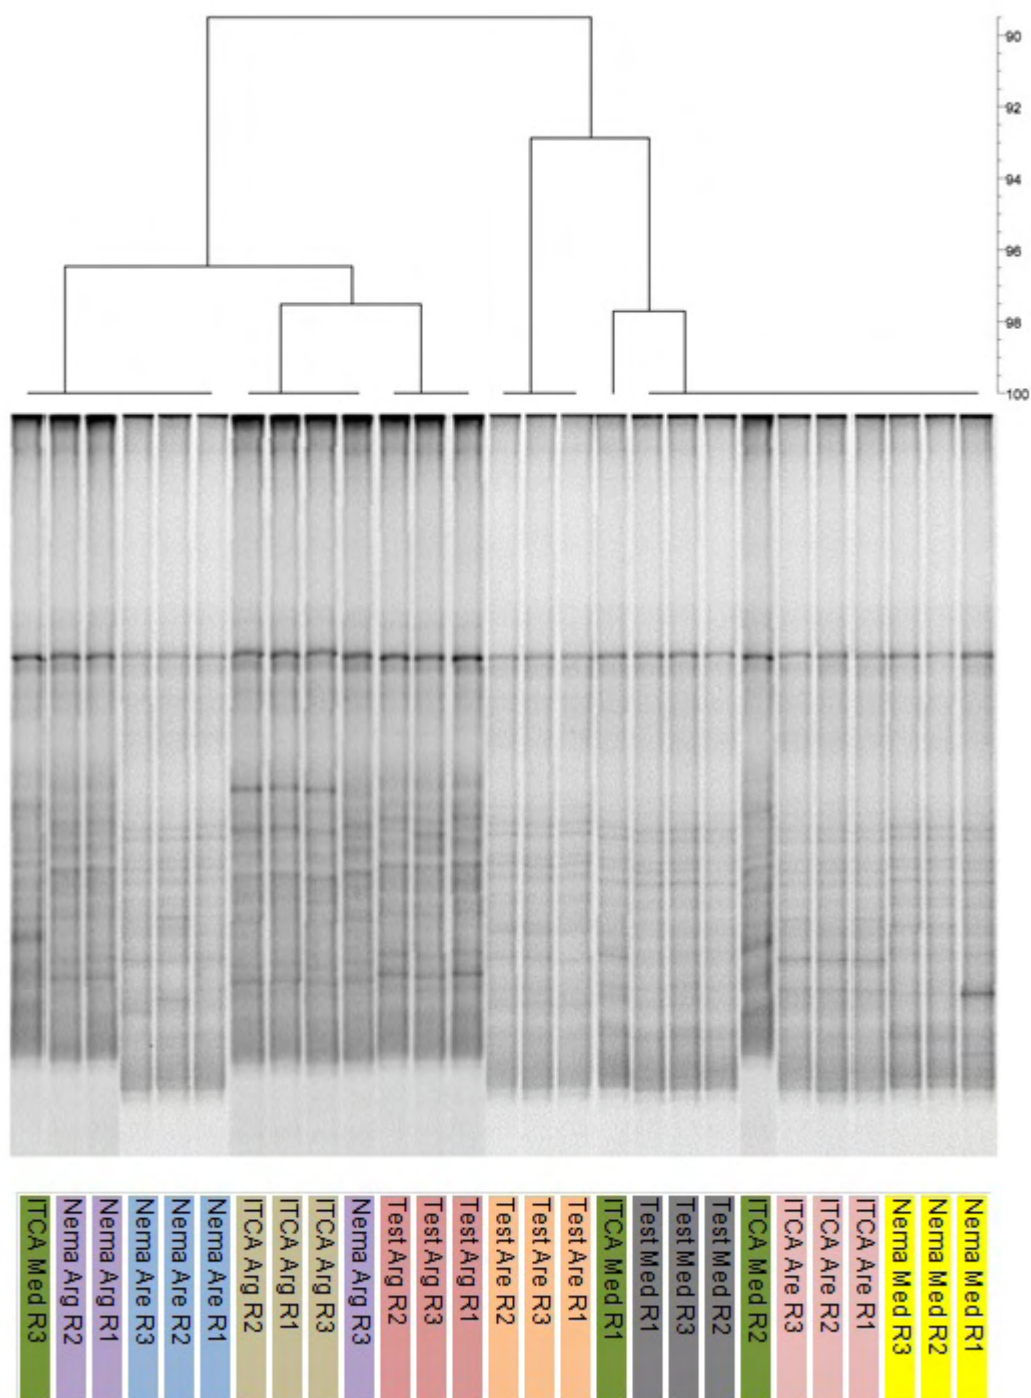 90
92
94
96
98
100
ITCA Med R3
Nema Arg R2
Nema Arg R1
Nema Are R3
Nema Are R2
Nema Are R1
ITCA Arg R2
ITCA Arg R1
ITCA Arg R3
Nema Arg R3
Test Arg R2
Test Arg R3
Test Arg R1
Test Are R2
Test Are R3
Test Are R1
ITCA Med R1
Test Med R1
Test Med R3
Test Med R2
ITCA Med R2
ITCA Are R3
ITCA Are R2
ITCA Are R1
Nema Med R3
Nema Med R2
Nema Med R1